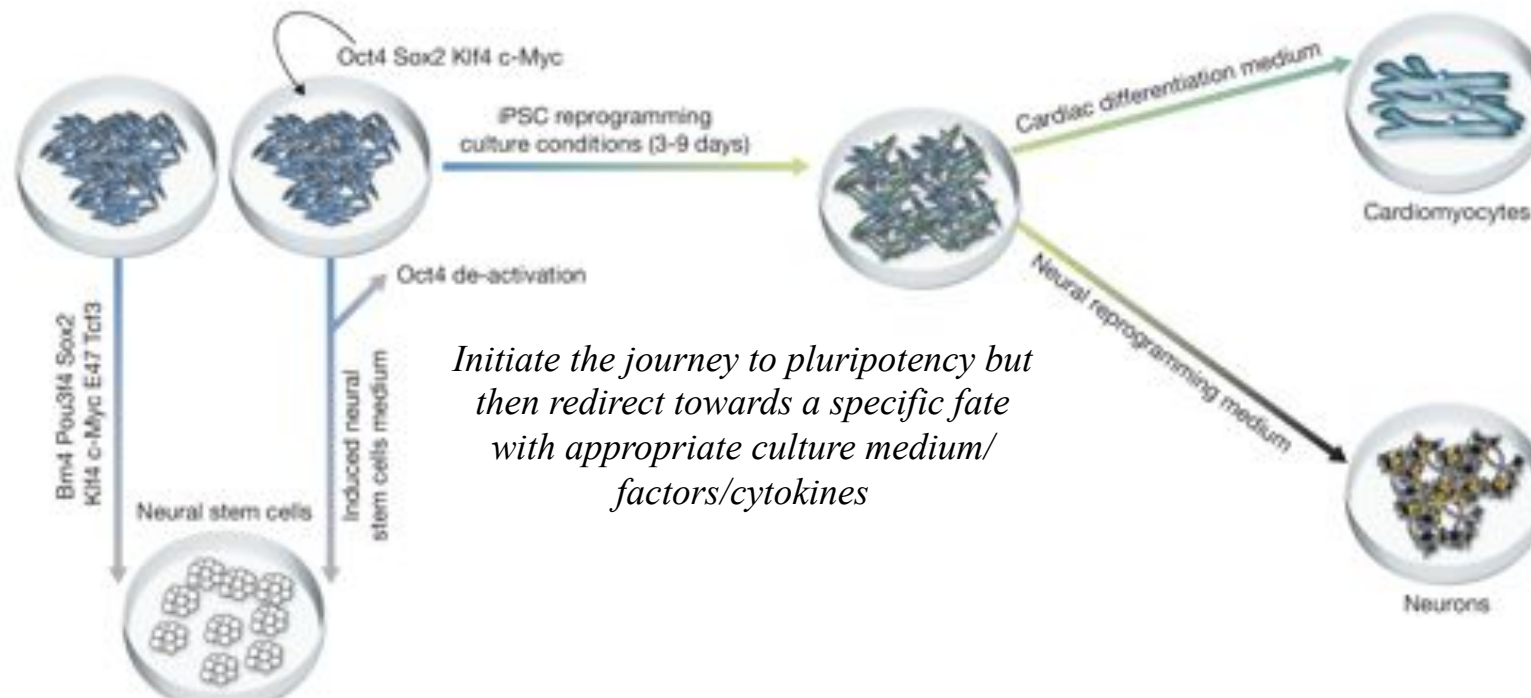 Oct4 Sox2 Klf4 c-Myc
iPSC reprogramming
culture conditions (3-9 days)
Cardiac differentiation medium
Cardiomyocytes
Oct4 de-activation
Brn4 Pou3f4 Sox2
Klf4 c-Myc E47 Tcf3
Induced neural
stem cells medium
Initiate the journey to pluripotency but
then redirect towards a specific fate
with appropriate culture medium/
factors/cytokines
Neural reprogramming medium
Neural stem cells
Neurons